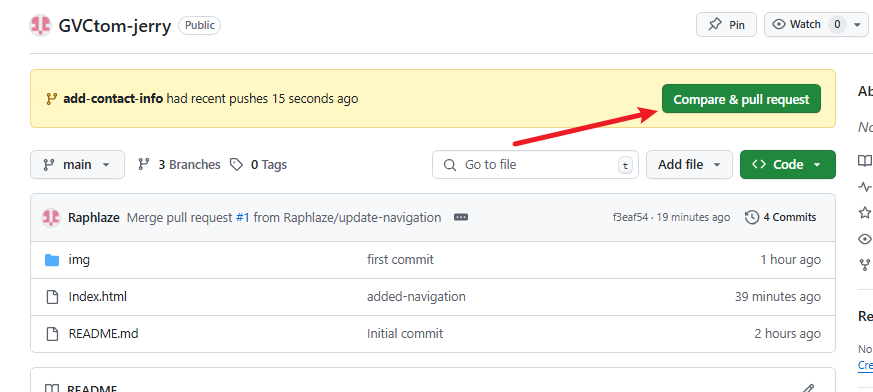 GVCtom-jerry Public Pin Watch 0
add-contact-info had recent pushes 15 seconds ago Compare & pull request
main 3 Branches 0 Tags Go to file t Add file Code
Raphlaze Merge pull request #1 from Raphlaze/update-navigation f3eaf54 · 19 minutes ago 4 Commits
img first commit 1 hour ago
Index.html added-navigation 39 minutes ago
README.md Initial commit 2 hours ago
README
Ab
No
Re
No
Cre